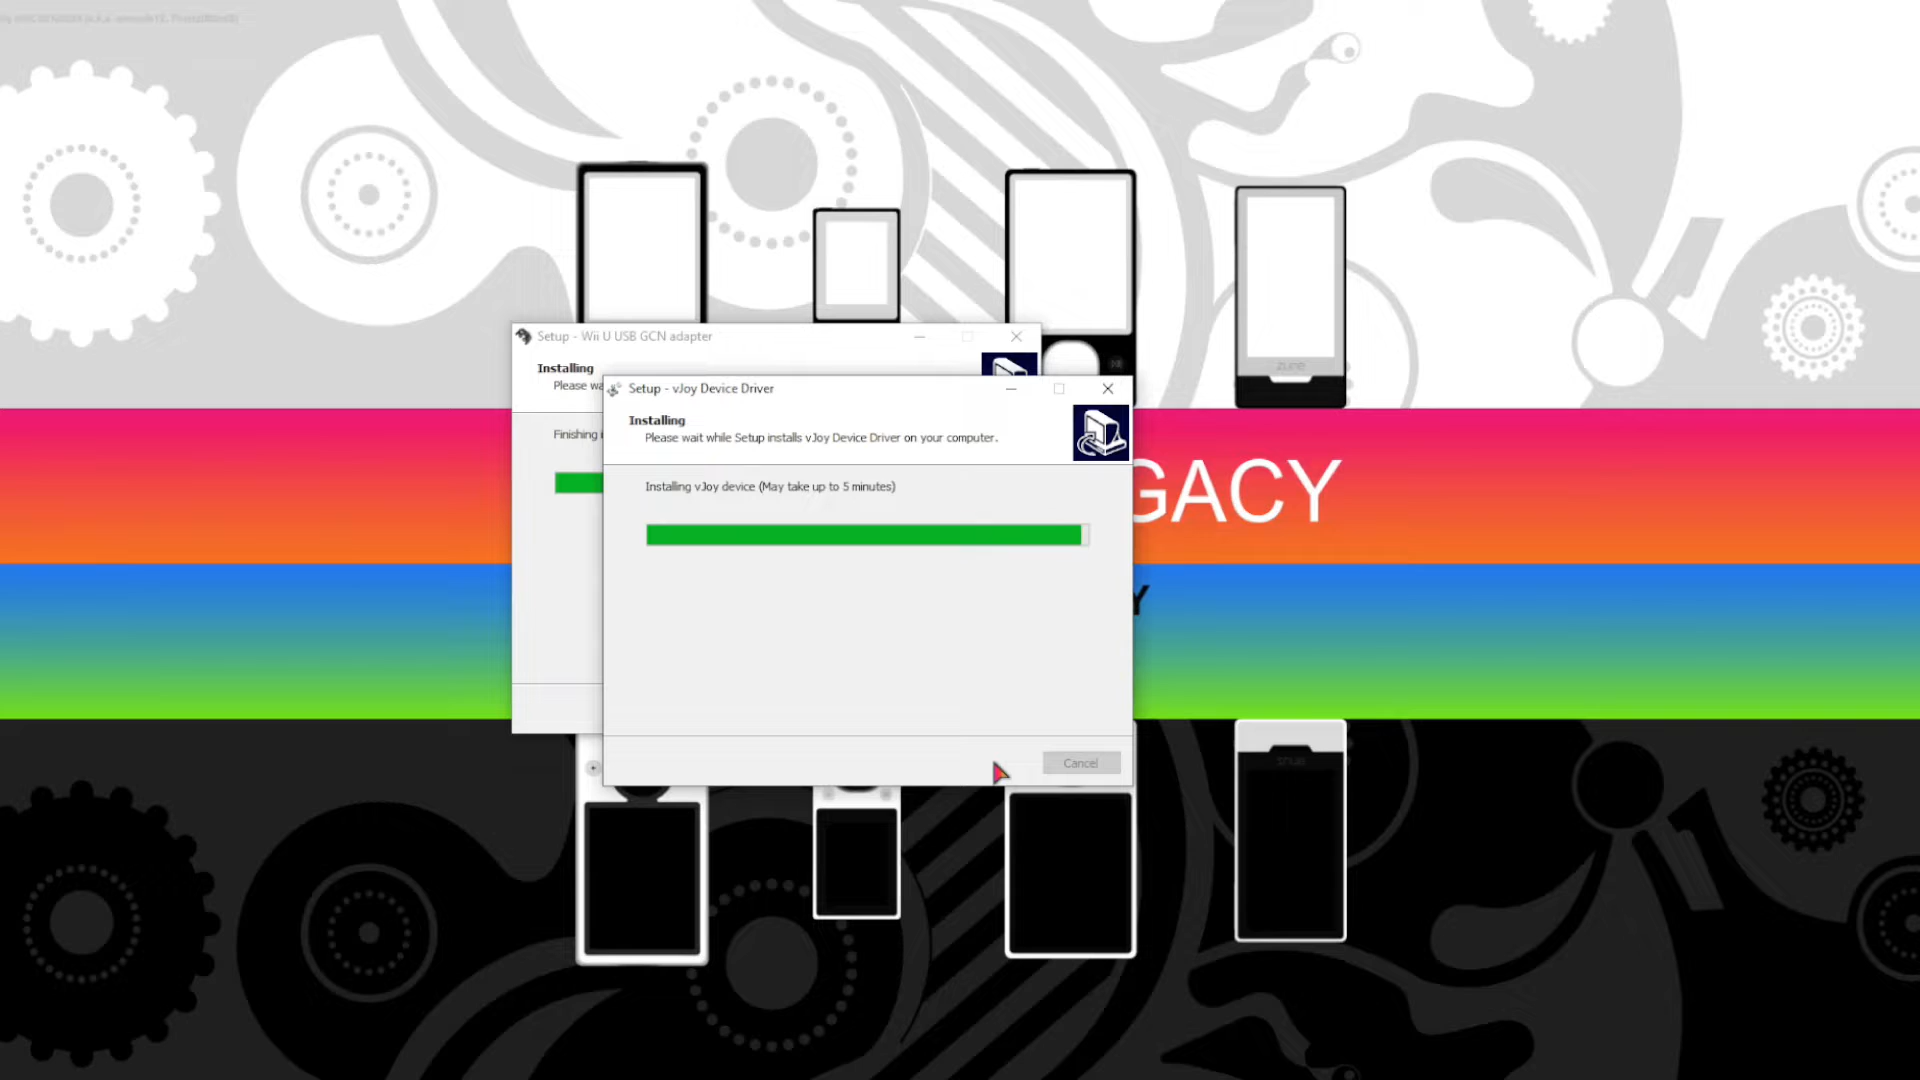 Setup - Wii U USB GCN adapter
Installing
Please wa
Finishing i
Setup - vJoy Device Driver
Installing
Please wait while Setup installs vJoy Device Driver on your computer.
Installing vJoy device (May take up to 5 minutes)
Cancel
GACY
Y
zune